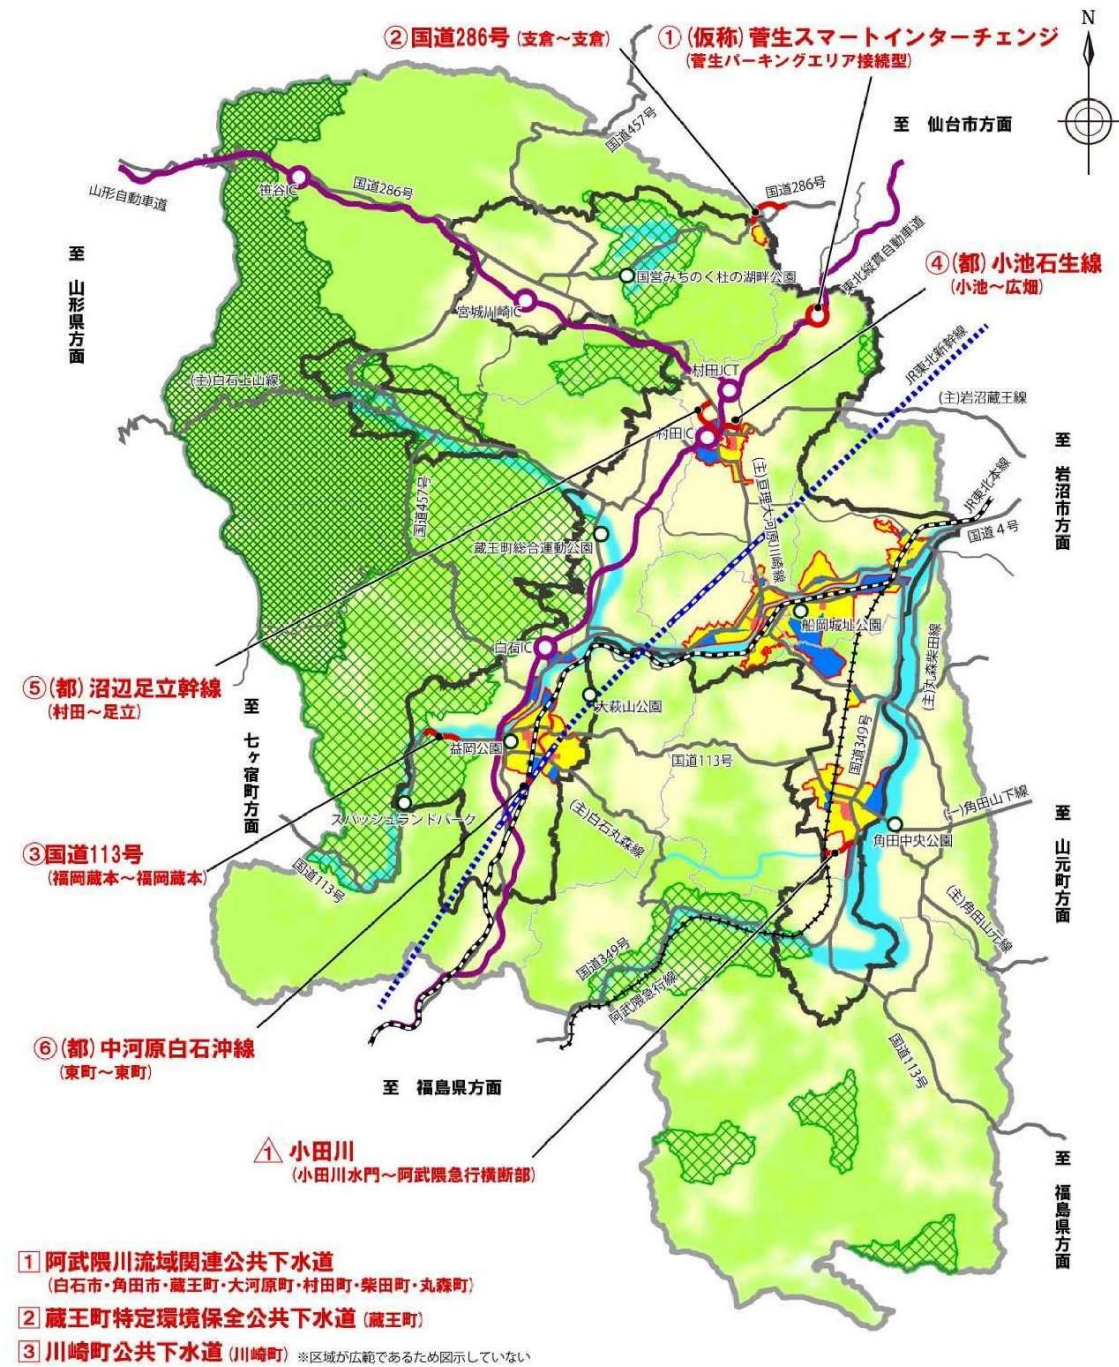 N
②国道286号 (支倉～支倉)
①(仮称)菅生スマートインターチェンジ
(菅生パーキングエリア接続型)
至 仙台市方面
国道457号
国道286号
山形自動車道
笹谷IC
国道286号
東北縦貫自動車道
至 山形県方面
④(都)小池石生線
(小池～広畑)
国営みちのく杜の湖畔公園
宮城川崎IC
JR東北新幹線
村田JCT
(主)白石上山線
(主)岩沼蔵王線
村田IC
至 岩沼市方面
(主)亘理大河原川崎線
国道457号
JR東北本線
国道4号
蔵王町総合運動公園
船岡城址公園
白石IC
(主)丸森柴田線
⑤(都)沼辺足立幹線
(村田～足立)
大萩山公園
至 七ヶ宿町方面
益岡公園
国道113号
国道349号
スパッシュランドパーク
(主)白石丸森線
(一)角田山下線
角田中央公園
至 山元町方面
③国道113号
(福岡蔵本～福岡蔵本)
国道113号
(主)角田山元線
国道349号
阿武隈急行線
⑥(都)中河原白石沖線
(東町～東町)
国道113号
至 福島県方面
1 小田川
(小田川水門～阿武隈急行横断部)
至 福島県方面
1 阿武隈川流域関連公共下水道
(白石市・角田市・蔵王町・大河原町・村田町・柴田町・丸森町)
2 蔵王町特定環境保全公共下水道 (蔵王町)
3 川崎町公共下水道 (川崎町) ※区域が広範であるため図示していない